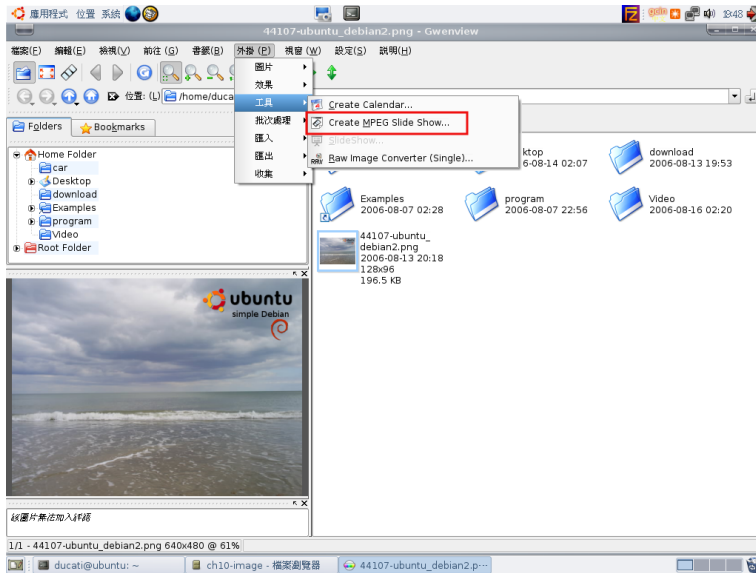 應用程式 位置 系統
13:48
44107-ubuntu_debian2.png - Gwenview
檔案(F) 編輯(E) 檢視(V) 前往 (G) 書籤(B) 外掛 (P) 視窗 (W) 設定(S) 說明(H)
位置: (L) /home/duca
圖片
效果
工具
批次處理
匯入
匯出
收集
Create Calendar...
Create MPEG Slide Show...
SlideShow...
Raw Image Converter (Single)...
Folders Bookmarks
Home Folder
car
Desktop
download
Examples
program
Video
Root Folder
ktop
6-08-14 02:07
download
2006-08-13 19:53
Examples
2006-08-07 02:28
program
2006-08-07 22:56
Video
2006-08-16 02:20
44107-ubuntu_
debian2.png
2006-08-13 20:18
128x96
196.5 KB
ubuntu
simple Debian
該圖片無法加入評語
1/1 - 44107-ubuntu_debian2.png 640x480 @ 61%
ducati@ubuntu: ~
ch10-image - 檔案瀏覽器
44107-ubuntu_debian2.p...